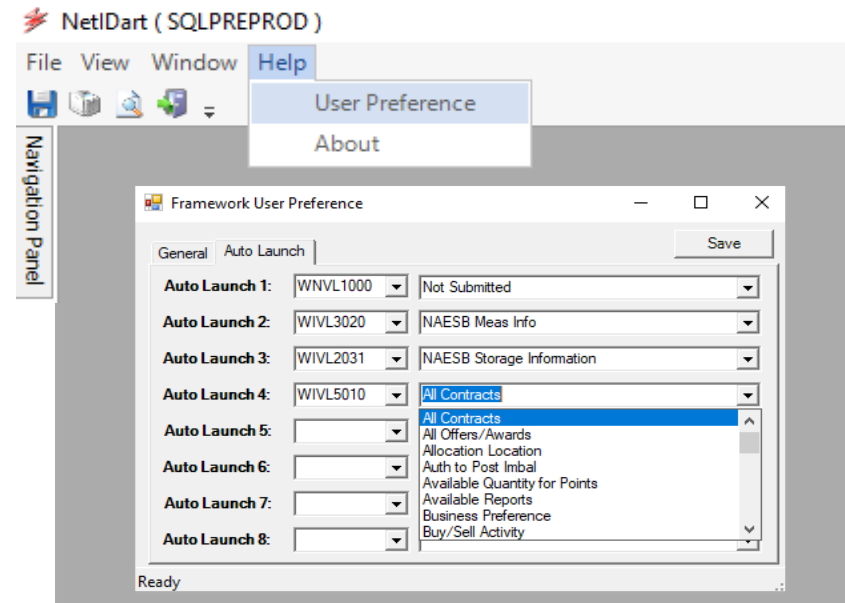 NetIDart ( SQLPREPROD )
File View Window Help
User Preference
About
Navigation Panel
Framework User Preference
General Auto Launch Save
Auto Launch 1: WNVL1000 Not Submitted
Auto Launch 2: WIVL3020 NAESB Meas Info
Auto Launch 3: WIVL2031 NAESB Storage Information
Auto Launch 4: WIVL5010 All Contracts
All Contracts
All Offers/Awards
Auto Launch 5:
Allocation Location
Auth to Post Imbal
Auto Launch 6:
Available Quantity for Points
Available Reports
Auto Launch 7:
Business Preference
Buy/Sell Activity
Auto Launch 8:
Ready